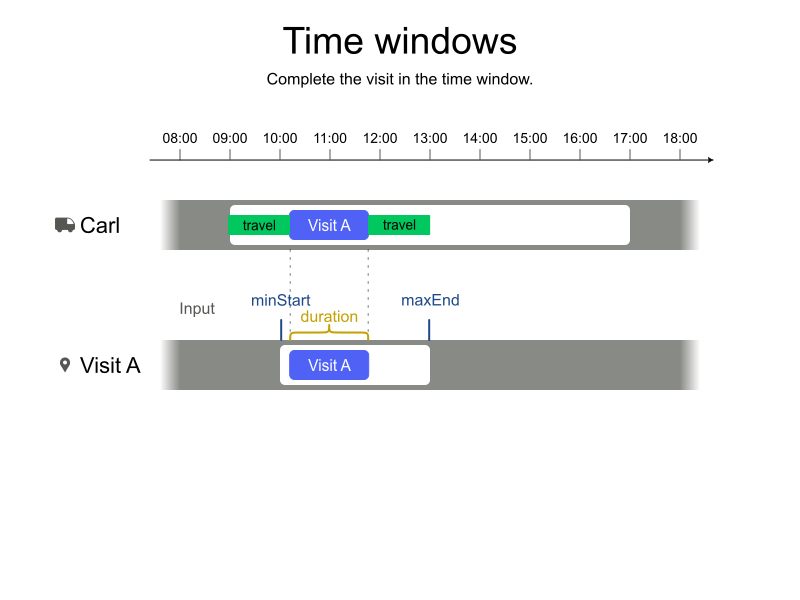 Time windows
Complete the visit in the time window.
08:00 09:00 10:00 11:00 12:00 13:00 14:00 15:00 16:00 17:00 18:00
Carl travel Visit A travel
Input minStart maxEnd
duration
Visit A Visit A